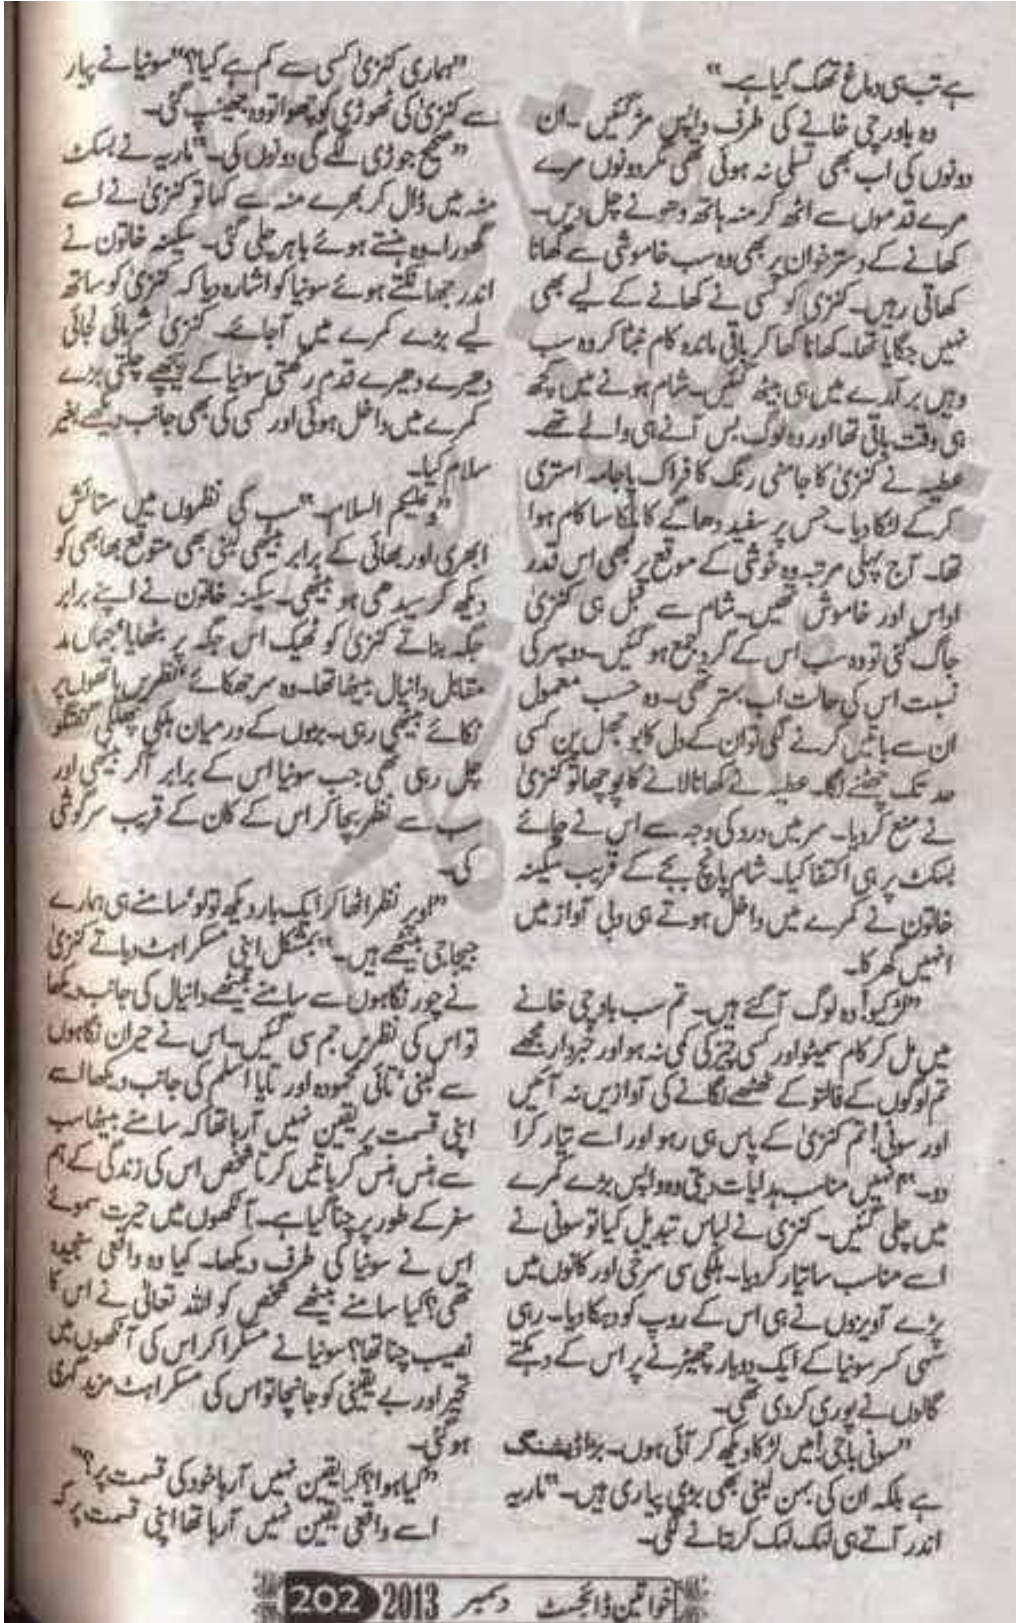 ہے تب ہی دماغ تھک گیا ہے۔“
وہ باورچی خانے کی طرف واپس مڑ گئیں۔ ان
دونوں کی اب بھی تسلی نہ ہوئی تھی مگر دونوں مرے
مرے قدموں سے اٹھ کر منہ ہاتھ دھونے چل دیں۔
کھانے کے دسترخوان پر بھی وہ سب خاموشی سے کھانا
کھاتی رہیں۔ کنزیٰ کو کسی نے کھانے کے لیے بھی
نہیں جگایا تھا۔ کھانا کھا کر باقی ماندہ کام نبٹا کر وہ سب
وہیں برآمدے میں ہی بیٹھ گئیں۔ شام ہونے میں کچھ
ہی وقت باقی تھا اور وہ لوگ بس آنے ہی والے تھے۔
عطیہ نے کنزیٰ کا جامنی رنگ کا فراک پاجامہ استری
کر کے لٹکا دیا۔ جس پر سفید دھاگے کا ہلکا سا کام ہوا
تھا۔ آج پہلی مرتبہ وہ خوشی کے موقع پر بھی اس قدر
اداس اور خاموش تھیں۔ شام سے قبل ہی کنزیٰ
جاگ گئی تو وہ سب اس کے گرد جمع ہو گئیں۔ دوپہر کی
نسبت اس کی حالت اب بہتر تھی۔ وہ حسب معمول
ان سے باتیں کرنے لگی تو ان کے دل کا بوجھل پن کسی
حد تک چھٹنے لگا۔ عطیہ نے کھانا لانے کا پوچھا تو کنزیٰ
نے منع کر دیا۔ سر میں درد کی وجہ سے اس نے چائے
بسکٹ پر ہی اکتفا کیا۔ شام پانچ بجے کے قریب سکینہ
خاتون نے کمرے میں داخل ہوتے ہی دبی آواز میں
انہیں گھرکا۔
”لڑکیو! وہ لوگ آ گئے ہیں۔ تم سب باورچی خانے
میں مل کر کام سمیٹو اور کسی چیز کی کمی نہ ہو اور خبردار مجھے
تم لوگوں کے فالتو کے ٹھٹھے لگانے کی آوازیں نہ آئیں
اور سونی! تم کنزیٰ کے پاس ہی رہو اور اسے تیار کرا
دو۔“ انہیں مناسب ہدایات دیتی وہ واپس بڑے کمرے
میں چلی گئیں۔ کنزیٰ نے لباس تبدیل کیا تو سونی نے
اسے مناسب سا تیار کر دیا۔ ہلکی سی سرخی اور کانوں میں
پڑے آویزوں نے ہی اس کے روپ کو دہکا دیا۔ رہی
سہی کسر سونیا کے ایک دو بار چھیڑنے پر اس کے دہکتے
گالوں نے پوری کر دی تھی۔
”سونی باجی! میں لڑکا دیکھ کر آئی ہوں۔ بڑا ڈیشنگ
ہے بلکہ ان کی بہن لبنیٰ بھی بڑی پیاری ہیں۔“ ماریہ
اندر آتے ہی لہک لہک کر بتانے لگی۔
”ہماری کنزیٰ کسی سے کم ہے کیا؟“ سونیا نے پیار
سے کنزیٰ کی ٹھوڑی کو چھوا تو وہ جھینپ گئی۔
”صحیح جوڑی لگے گی دونوں کی۔“ ماریہ نے بسکٹ
منہ میں ڈال کر بھرے منہ سے کہا تو کنزیٰ نے اسے
گھورا۔ وہ ہنستے ہوئے باہر چلی گئی۔ سکینہ خاتون نے
اندر جھانکتے ہوئے سونیا کو اشارہ دیا کہ کنزیٰ کو ساتھ
لیے بڑے کمرے میں آ جائے۔ کنزیٰ شرمائی لجائی
دھیرے دھیرے قدم رکھتی سونیا کے پیچھے چلتی بڑے
کمرے میں داخل ہوئی اور کسی کی بھی جانب دیکھے بغیر
سلام کیا۔
”وعلیکم السلام۔“ سب کی نظروں میں ستائش
ابھری اور بھائی کے برابر بیٹھی لبنیٰ بھی متوقع بھابھی کو
دیکھ کر سیدھی ہو بیٹھی۔ سکینہ خاتون نے اپنے برابر
جگہ بناتے کنزیٰ کو ٹھیک اس جگہ پر بٹھایا، جہاں مد
مقابل دانیال بیٹھا تھا۔ وہ سر جھکائے، نظریں ہاتھوں پر
ٹکائے بیٹھی رہی۔ بڑوں کے درمیان ہلکی پھلکی گفتگو
چل رہی تھی جب سونیا اس کے برابر آ کر بیٹھی اور
سب سے نظر بچا کر اس کے کان کے قریب سرگوشی
کی۔
”اوپر نظر اٹھا کر ایک بار دیکھ تو لو، سامنے ہی ہمارے
جیجا جی بیٹھے ہیں۔“ بمشکل اپنی مسکراہٹ دباتے کنزیٰ
نے چور نگاہوں سے سامنے بیٹھے دانیال کی جانب دیکھا
تو اس کی نظریں جم سی گئیں۔ اس نے حیران نگاہوں
سے لبنیٰ، تائی محمودہ اور تایا اسلم کی جانب دیکھا۔ اسے
اپنی قسمت پر یقین نہیں آ رہا تھا کہ سامنے بیٹھا سب
سے ہنس ہنس کر باتیں کرتا شخص اس کی زندگی کے ہم
سفر کے طور پر چنا گیا ہے۔ آنکھوں میں حیرت سموئے
اس نے سونیا کی طرف دیکھا۔ کیا وہ واقعی سنجیدہ
تھی؟ کیا سامنے بیٹھے شخص کو اللہ تعالیٰ نے اس کا
نصیب چنا تھا؟ سونیا نے مسکرا کر اس کی آنکھوں میں
تحیر اور بے یقینی کو جانچا تو اس کی مسکراہٹ مزید گہری
ہو گئی۔
”کیا ہوا؟ کیا یقین نہیں آ رہا خود کی قسمت پر؟“
اسے واقعی یقین نہیں آ رہا تھا اپنی قسمت پر کہ
خواتین ڈائجسٹ دسمبر 2013 202